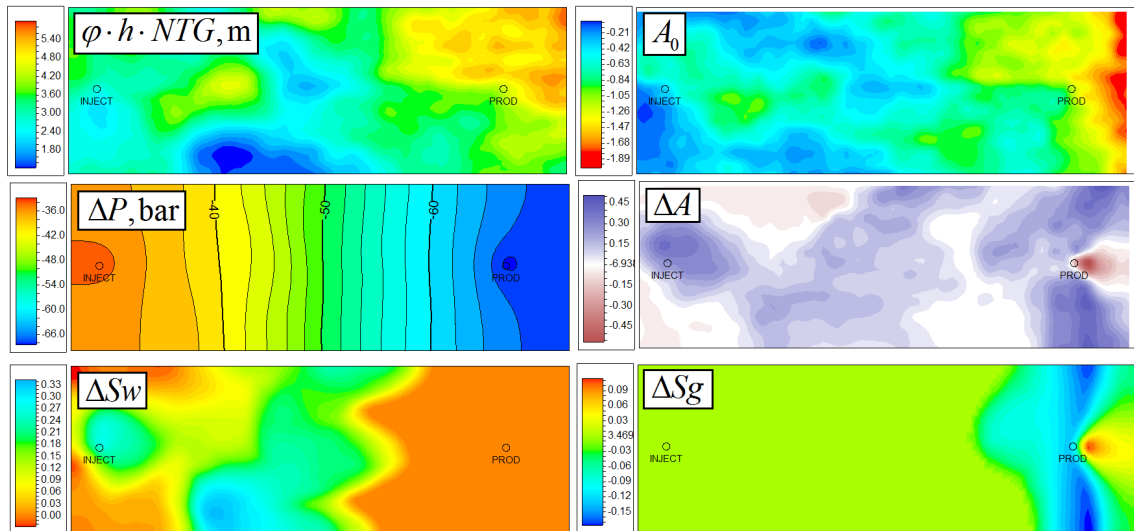 φ·h·NTG, m
5.40
4.80
4.20
3.60
3.00
2.40
1.80
INJECT
PROD
A₀
-0.21
-0.42
-0.63
-0.84
-1.05
-1.26
-1.47
-1.68
-1.89
INJECT
PROD
ΔP, bar
-36.0
-42.0
-48.0
-54.0
-60.0
-66.0
-40
-50
-60
INJECT
PROD
ΔA
0.45
0.30
0.15
-6.938
-0.15
-0.30
-0.45
INJECT
PROD
ΔSw
0.33
0.30
0.27
0.24
0.21
0.18
0.15
0.12
0.09
0.06
0.03
0.00
INJECT
PROD
ΔSg
0.09
0.06
0.03
3.469
-0.03
-0.06
-0.09
-0.12
-0.15
INJECT
PROD